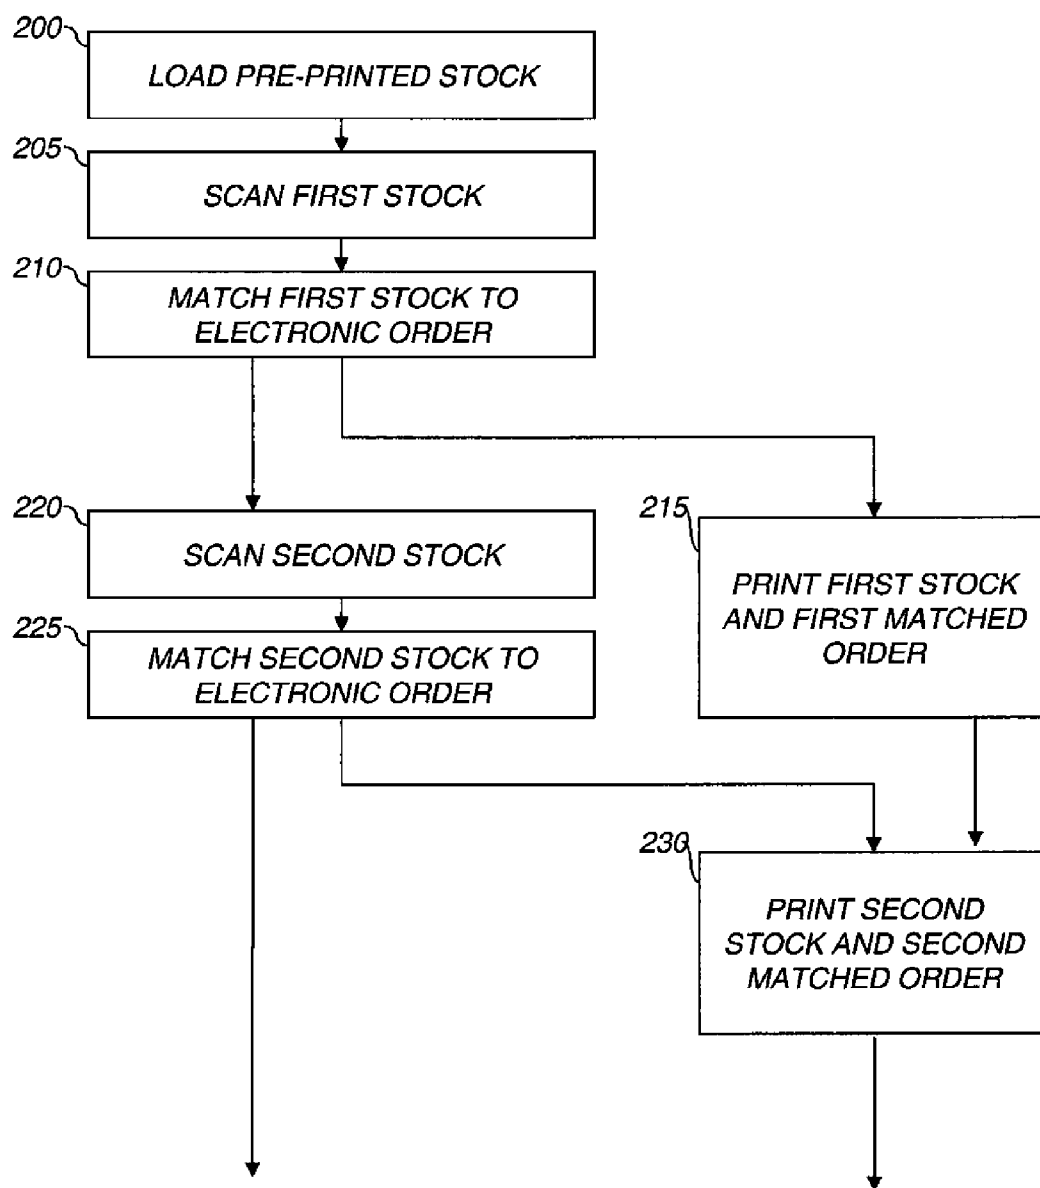 200
LOAD PRE-PRINTED STOCK
205
SCAN FIRST STOCK
210
MATCH FIRST STOCK TO
ELECTRONIC ORDER
220
SCAN SECOND STOCK
215
PRINT FIRST STOCK
AND FIRST MATCHED
ORDER
225
MATCH SECOND STOCK TO
ELECTRONIC ORDER
230
PRINT SECOND
STOCK AND SECOND
MATCHED ORDER